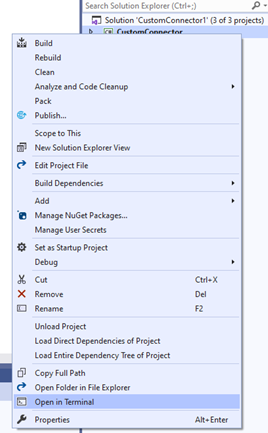 Search Solution Explorer (Ctrl+;)
Solution 'CustomConnector1' (3 of 3 projects)
CustomConnector
Build
Rebuild
Clean
Analyze and Code Cleanup
Pack
Publish...
Scope to This
New Solution Explorer View
Edit Project File
Build Dependencies
Add
Manage NuGet Packages...
Manage User Secrets
Set as Startup Project
Debug
Cut Ctrl+X
Remove Del
Rename F2
Unload Project
Load Direct Dependencies of Project
Load Entire Dependency Tree of Project
Copy Full Path
Open Folder in File Explorer
Open in Terminal
Properties Alt+Enter